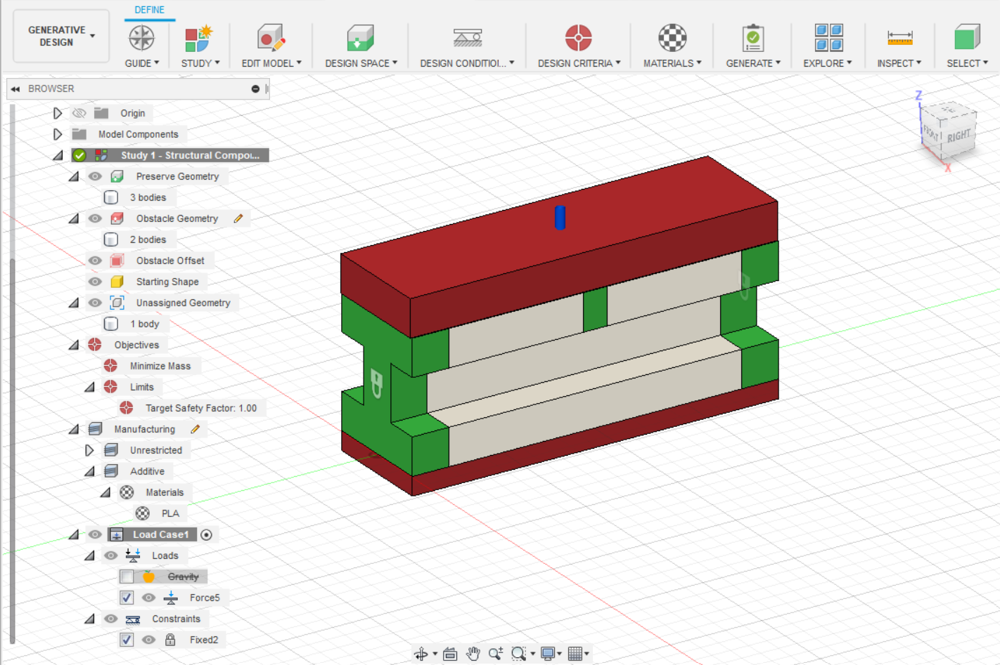 DEFINE
GENERATIVE
DESIGN
GUIDE
STUDY
EDIT MODEL
DESIGN SPACE
DESIGN CONDITIOI...
DESIGN CRITERIA
MATERIALS
GENERATE
EXPLORE
INSPECT
SELECT
BROWSER
Origin
Model Components
Study 1 - Structural Compoı...
Preserve Geometry
3 bodies
Obstacle Geometry
2 bodies
Obstacle Offset
Starting Shape
Unassigned Geometry
1 body
Objectives
Minimize Mass
Limits
Target Safety Factor: 1.00
Manufacturing
Unrestricted
Additive
Materials
PLA
Load Case1
Loads
Gravity
Force5
Constraints
Fixed2
Z
FRONT
RIGHT
X